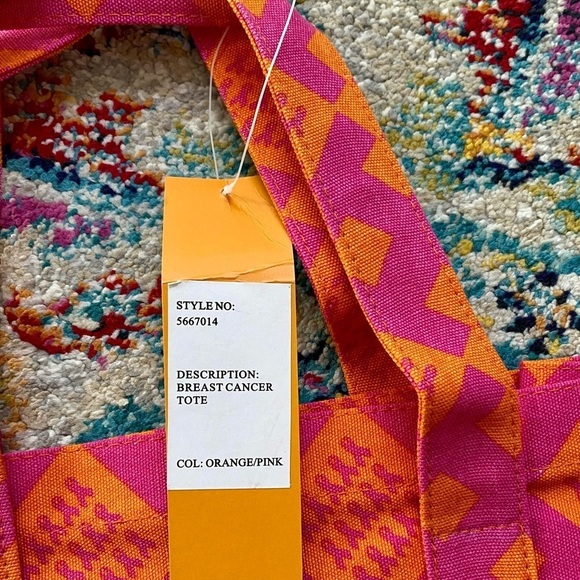 STYLE NO:
5667014
DESCRIPTION:
BREAST CANCER
TOTE
COL: ORANGE/PINK